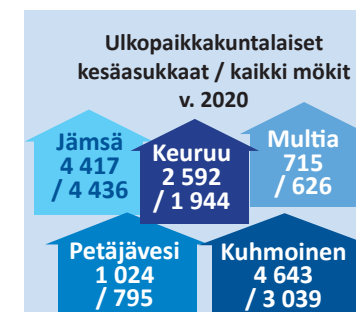 Ulkopaikkakuntalaiset
kesäasukkaat / kaikki mökit
v. 2020
Jämsä
4 417
/ 4 436
Keuruu
2 592
/ 1 944
Multia
715
/ 626
Petäjävesi
1 024
/ 795
Kuhmoinen
4 643
/ 3 039